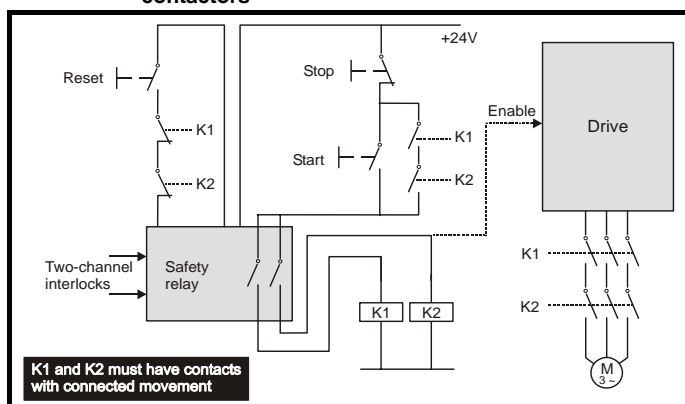 contactors
+24V
Reset
Stop
Enable
Drive
K1
K1
Start
K2
K2
K1
Two-channel
interlocks
Safety
relay
K2
K1
K2
K1 and K2 must have contacts
with connected movement
M
3 ~